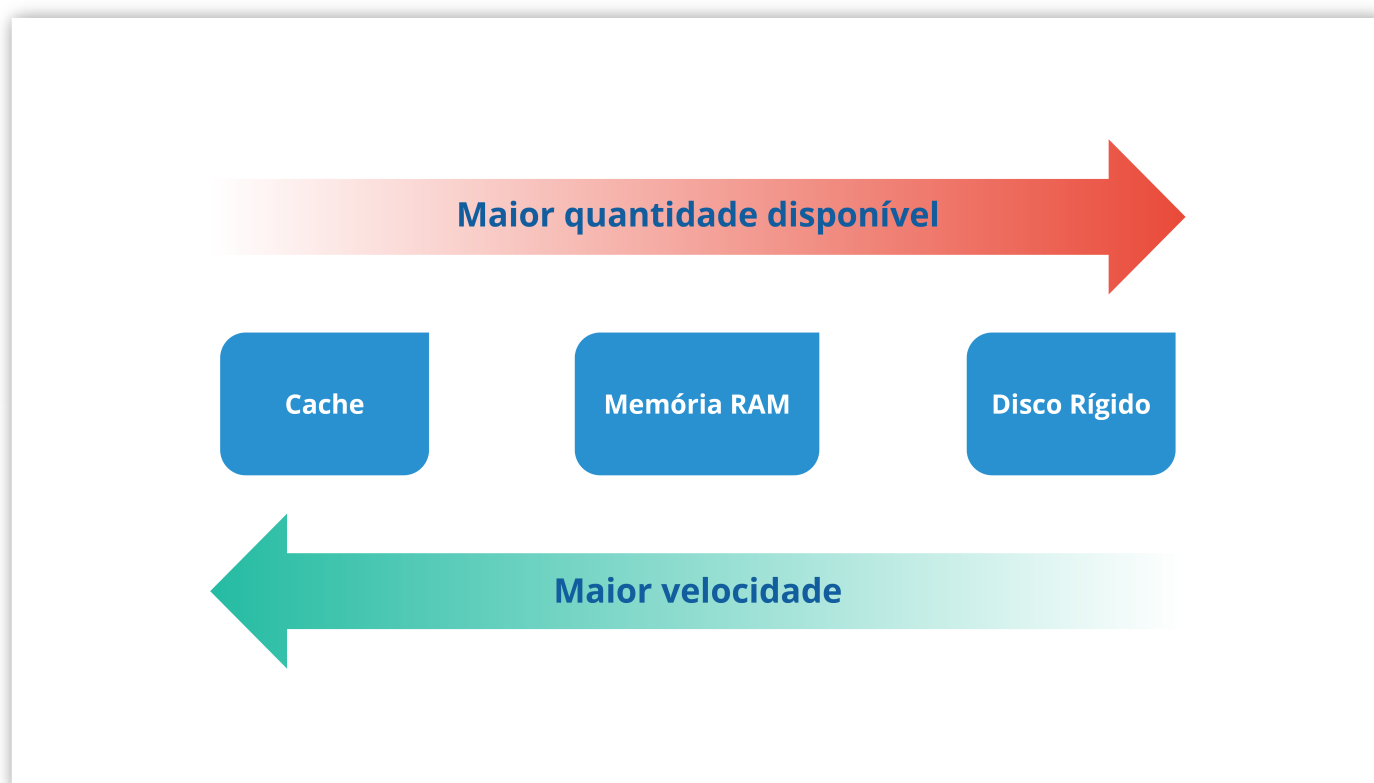 Maior quantidade disponível
Cache
Memória RAM
Disco Rígido
Maior velocidade